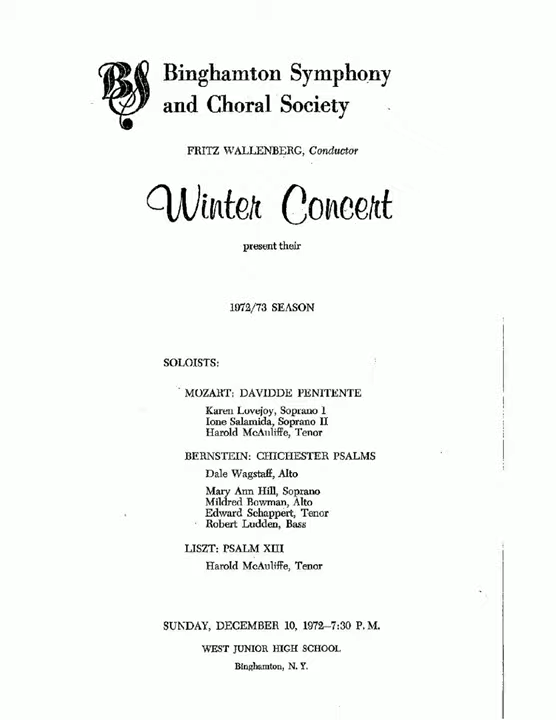 BS
Binghamton Symphony
and Choral Society
FRITZ WALLENBERG, Conductor
Winter Concert
present their
1972/73 SEASON
SOLOISTS:
MOZART: DAVIDDE PENITENTE
Karen Lovejoy, Soprano I
Ione Salamida, Soprano II
Harold McAuliffe, Tenor
BERNSTEIN: CHICHESTER PSALMS
Dale Wagstaff, Alto
Mary Ann Hill, Soprano
Mildred Bowman, Alto
Edward Schappert, Tenor
Robert Ludden, Bass
LISZT: PSALM XIII
Harold McAuliffe, Tenor
SUNDAY, DECEMBER 10, 1972–7:30 P. M.
WEST JUNIOR HIGH SCHOOL
Binghamton, N. Y.